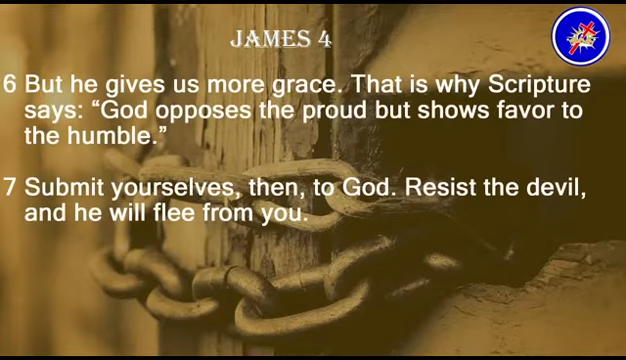 JAMES 4
6 But he gives us more grace. That is why Scripture
says: “God opposes the proud but shows favor to
the humble.”
7 Submit yourselves, then, to God. Resist the devil,
and he will flee from you.